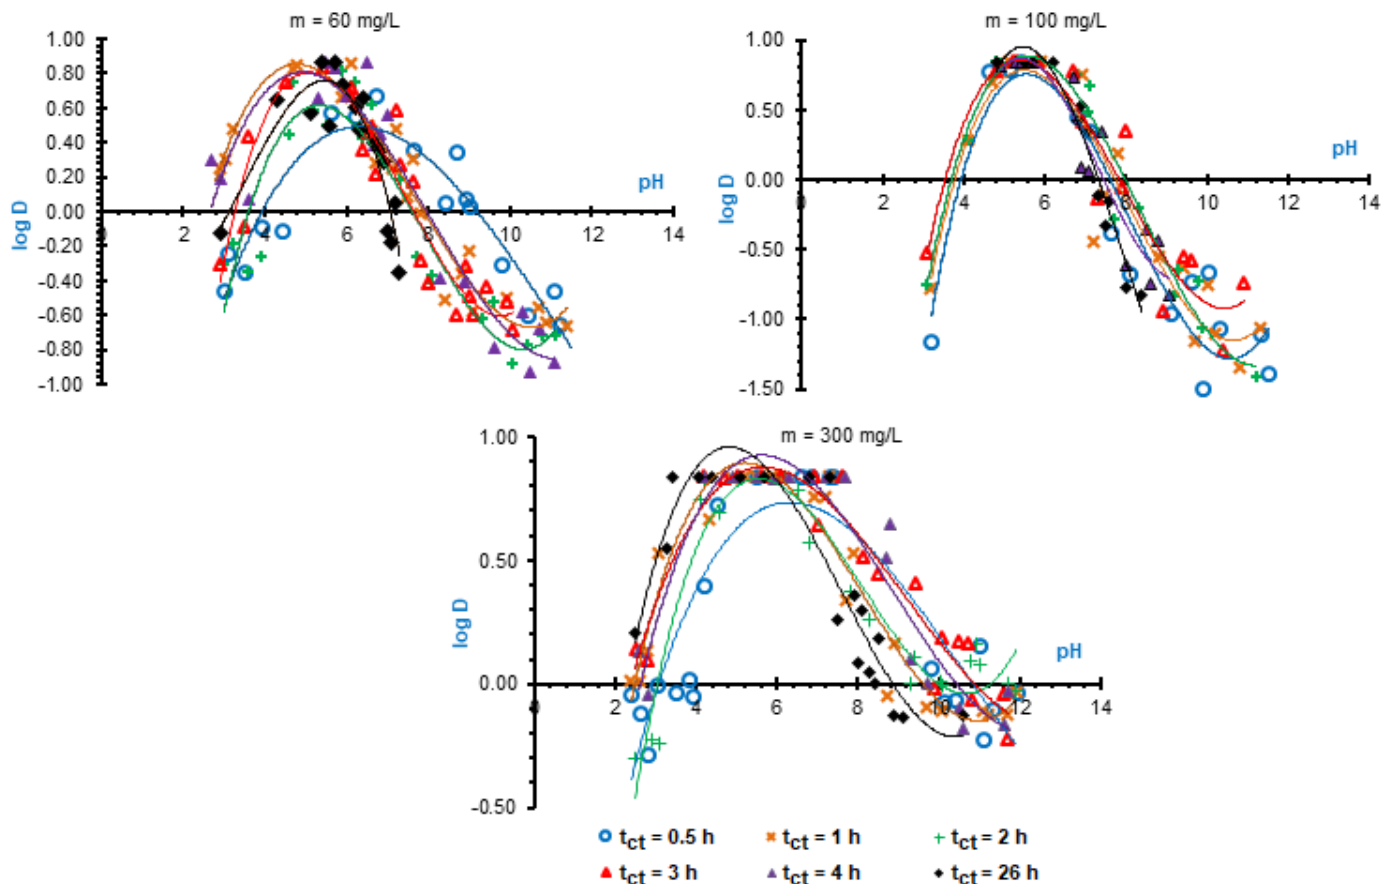 m = 60 mg/L
1.00
0.80
0.60
0.40
0.20
0.00
-0.20
-0.40
-0.60
-0.80
-1.00
0 2 4 6 8 10 12 14
pH
log D
m = 100 mg/L
1.00
0.50
0.00
-0.50
-1.00
-1.50
0 2 4 6 8 10 12 14
pH
log D
m = 300 mg/L
1.00
0.50
0.00
-0.50
0 2 4 6 8 10 12 14
pH
log D
tct = 0.5 h tct = 1 h tct = 2 h
tct = 3 h tct = 4 h tct = 26 h